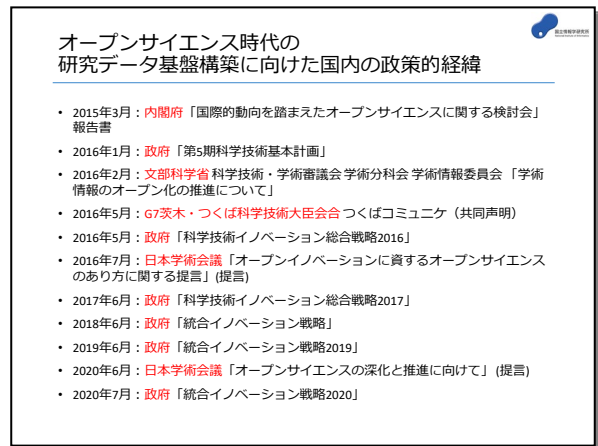 オープンサイエンス時代の
研究データ基盤構築に向けた国内の政策的経緯
国立情報学研究所
• 2015年3月：内閣府「国際的動向を踏まえたオープンサイエンスに関する検討会」
報告書
• 2016年1月：政府「第5期科学技術基本計画」
• 2016年2月：文部科学省 科学技術・学術審議会 学術分科会 学術情報委員会 「学術
情報のオープン化の推進について」
• 2016年5月：G7茨木・つくば科学技術大臣会合 つくばコミュニケ（共同声明）
• 2016年5月：政府「科学技術イノベーション総合戦略2016」
• 2016年7月：日本学術会議「オープンイノベーションに資するオープンサイエンス
のあり方に関する提言」(提言)
• 2017年6月：政府「科学技術イノベーション総合戦略2017」
• 2018年6月：政府「統合イノベーション戦略」
• 2019年6月：政府「統合イノベーション戦略2019」
• 2020年6月：日本学術会議「オープンサイエンスの深化と推進に向けて」(提言)
• 2020年7月：政府「統合イノベーション戦略2020」